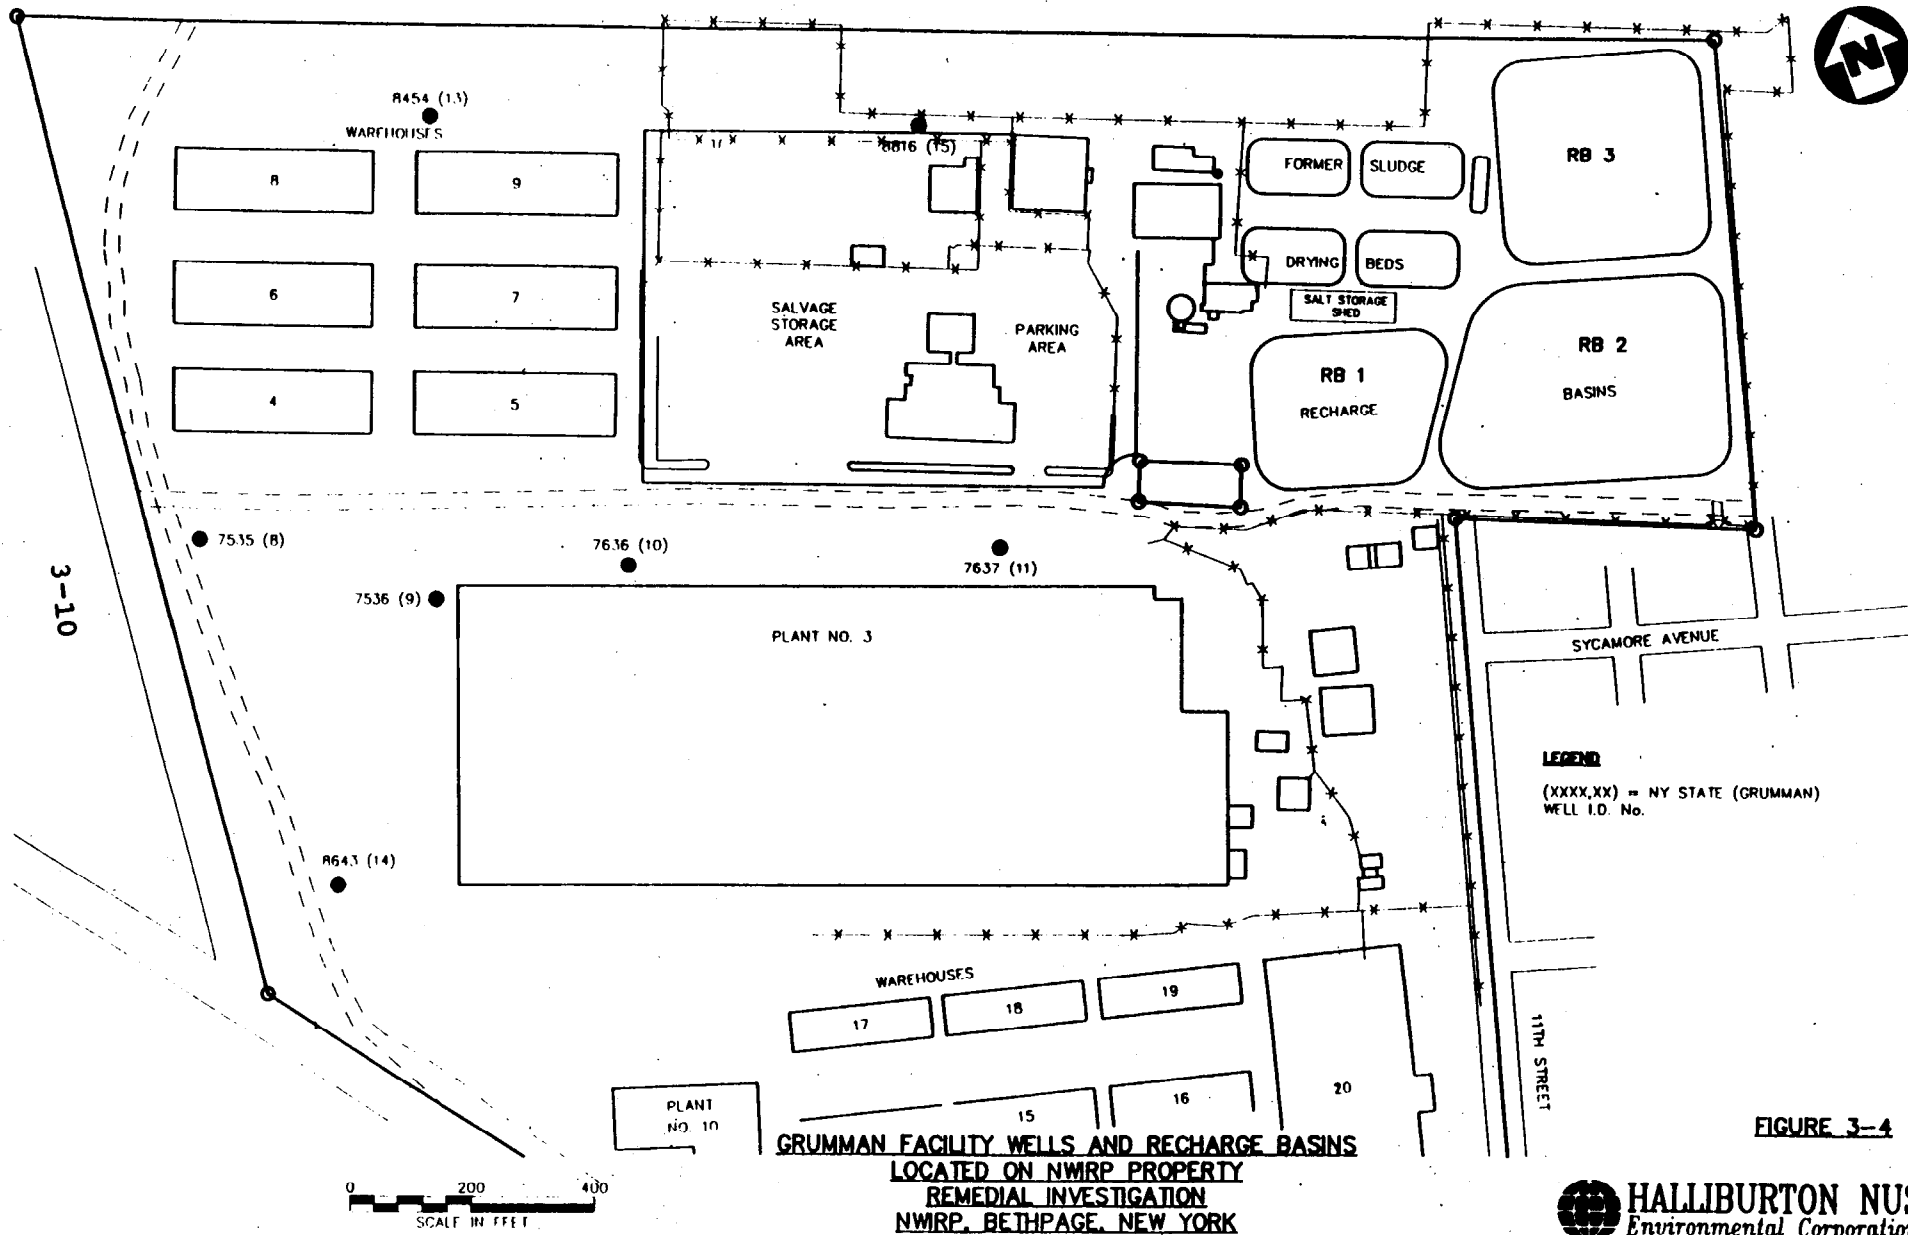 N
8454 (13)
WAREHOUSES
8
9
6
7
4
5
8816 (15)
SALVAGE
STORAGE
AREA
PARKING
AREA
FORMER SLUDGE
DRYING BEDS
SALT STORAGE
SHED
RB 3
RB 2
BASINS
RB 1
RECHARGE
7535 (8)
7636 (10)
7637 (11)
7536 (9)
3-10
PLANT NO. 3
SYCAMORE AVENUE
LEGEND
(XXXX,XX) = NY STATE (GRUMMAN)
WELL I.D. No.
8643 (14)
WAREHOUSES
17
18
19
15
16
20
11TH STREET
PLANT
NO. 10
FIGURE 3-4
GRUMMAN FACILITY WELLS AND RECHARGE BASINS
LOCATED ON NWIRP PROPERTY
REMEDIAL INVESTIGATION
NWIRP, BETHPAGE, NEW YORK
0 200 400
SCALE IN FEET
HALLIBURTON NUS
Environmental Corporation